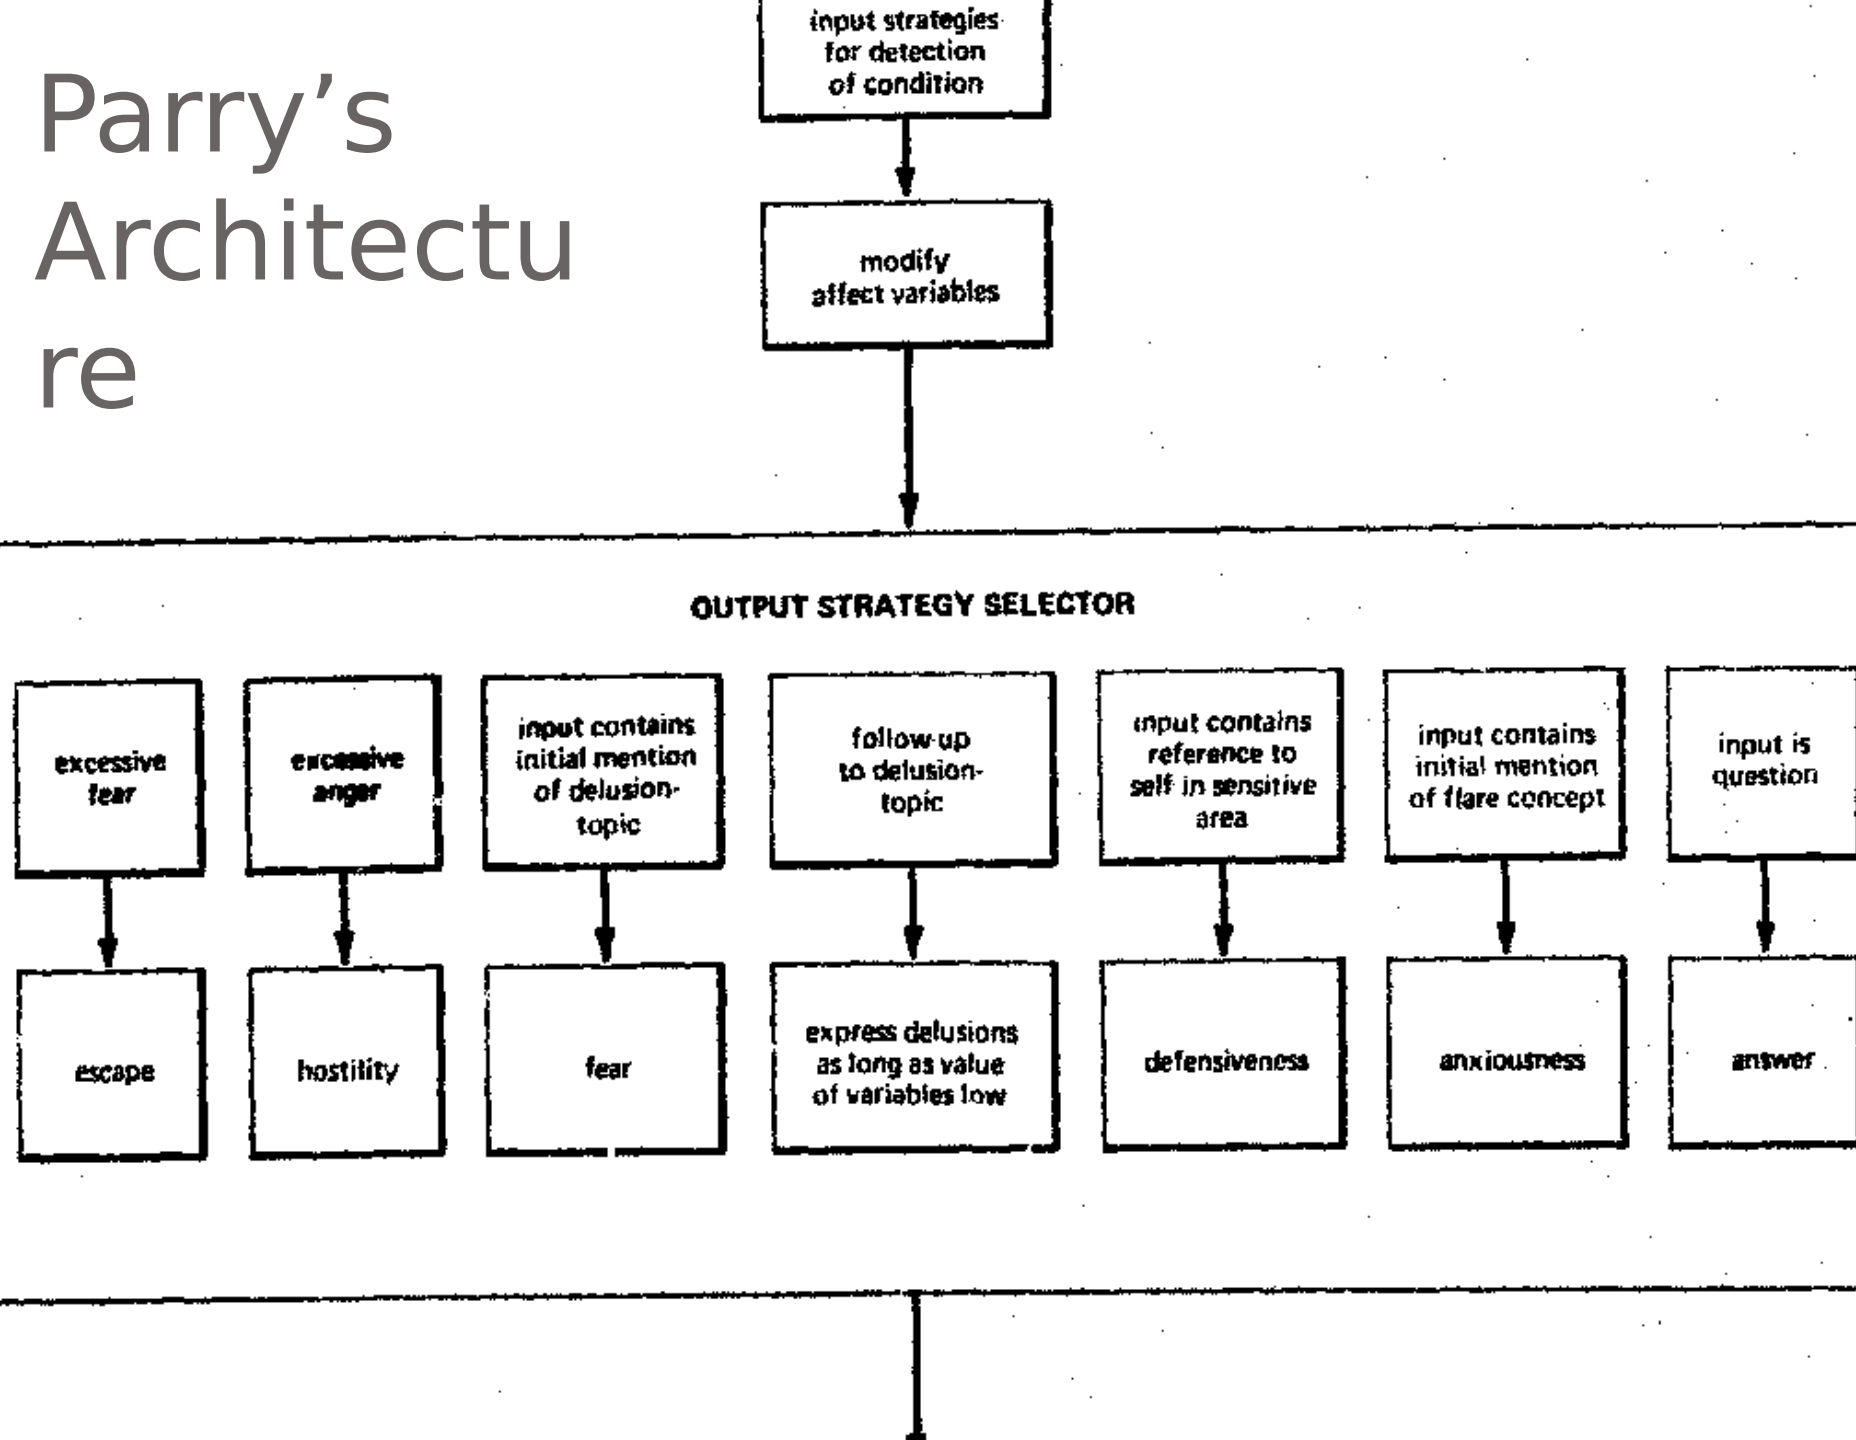 Parry’s
Architectu
re
input strategies
for detection
of condition
modify
affect variables
OUTPUT STRATEGY SELECTOR
excessive
fear
excessive
anger
input contains
initial mention
of delusion-
topic
follow-up
to delusion-
topic
input contains
reference to
self in sensitive
area
input contains
initial mention
of flare concept
input is
question
escape
hostility
fear
express delusions
as long as value
of variables low
defensiveness
anxiousness
answer